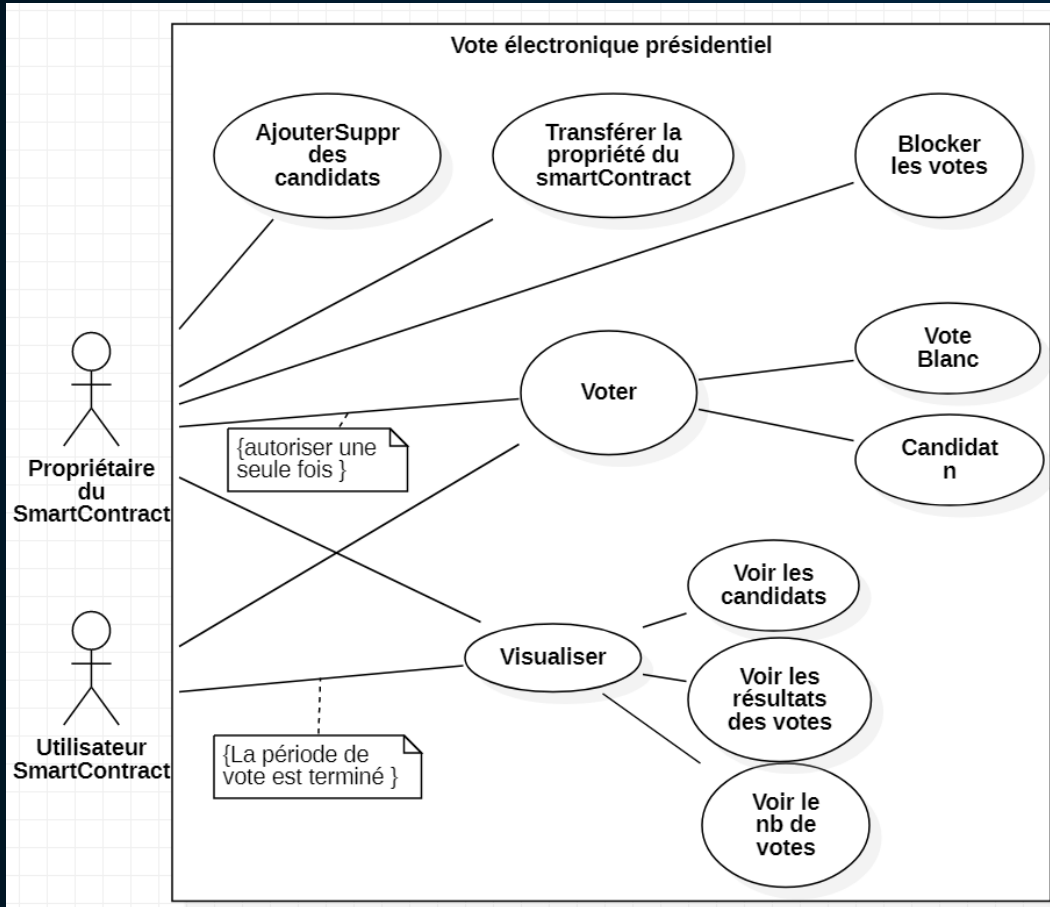 Vote électronique présidentiel
AjouterSuppr
des
candidats
Transférer la
propriété du
smartContract
Blocker
les votes
Vote
Blanc
Voter
Candidat
n
{autoriser une
seule fois }
Propriétaire
du
SmartContract
Voir les
candidats
Visualiser
Voir les
résultats
des votes
Utilisateur
SmartContract
{La période de
vote est terminé }
Voir le
nb de
votes